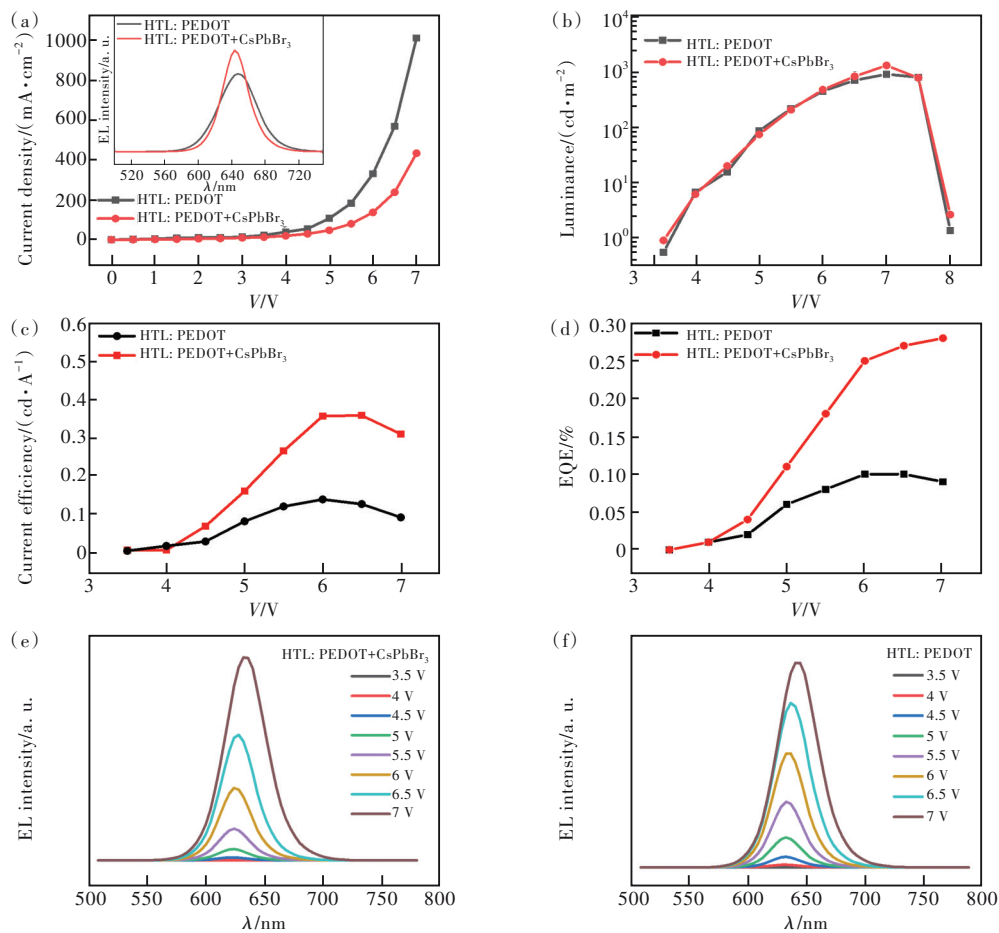 (a)
HTL: PEDOT
HTL: PEDOT+CsPbBr₃
EL intensity/a. u.
520 560 600 640 680 720
λ/nm
HTL: PEDOT
HTL: PEDOT+CsPbBr₃
Current density/(mA·cm⁻²)
1000
800
600
400
200
0
0 1 2 3 4 5 6 7
V/V
(b)
HTL: PEDOT
HTL: PEDOT+CsPbBr₃
Luminance/(cd·m⁻²)
10⁴
10³
10²
10¹
10⁰
3 4 5 6 7 8
V/V
(c)
HTL: PEDOT
HTL: PEDOT+CsPbBr₃
Current efficiency/(cd·A⁻¹)
0.6
0.5
0.4
0.3
0.2
0.1
0
3 4 5 6 7
V/V
(d)
HTL: PEDOT
HTL: PEDOT+CsPbBr₃
EQE/%
0.30
0.25
0.20
0.15
0.10
0.05
0
3 4 5 6 7
V/V
(e)
HTL: PEDOT+CsPbBr₃
3.5 V
4 V
4.5 V
5 V
5.5 V
6 V
6.5 V
7 V
EL intensity/a. u.
500 550 600 650 700 750 800
λ/nm
(f)
HTL: PEDOT
3.5 V
4 V
4.5 V
5 V
5.5 V
6 V
6.5 V
7 V
EL intensity/a. u.
500 550 600 650 700 750 800
λ/nm